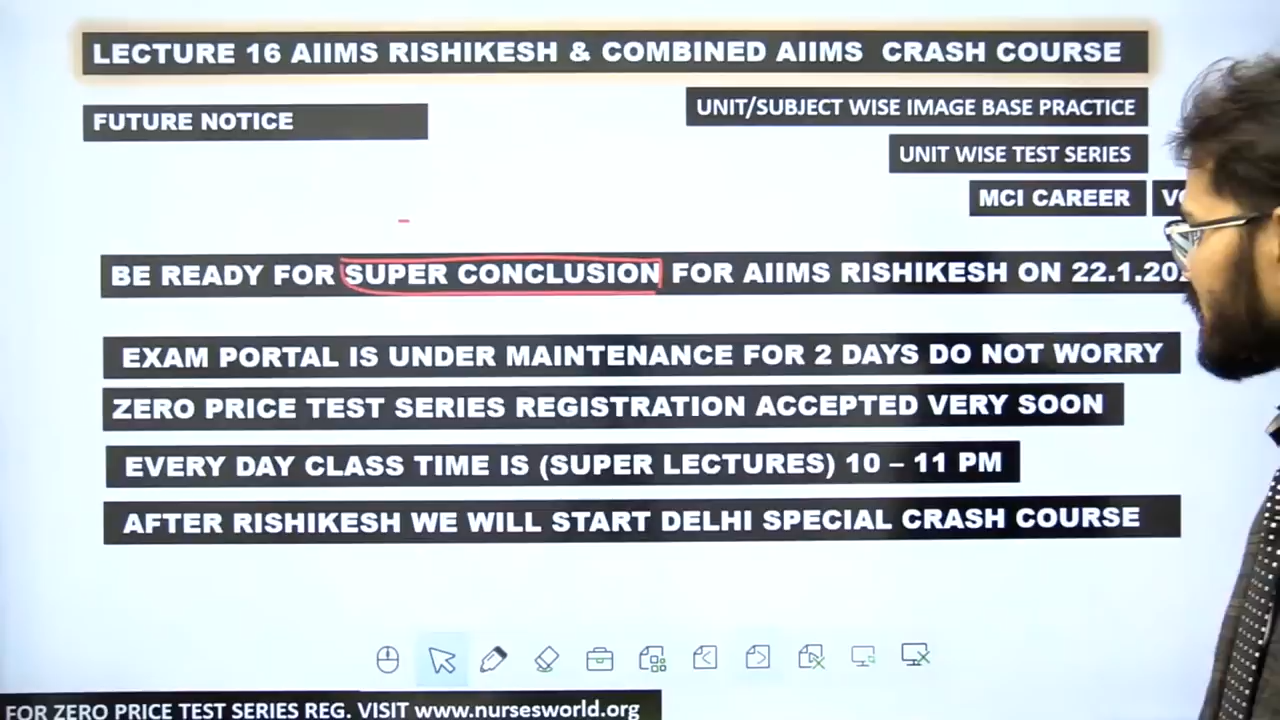 LECTURE 16 AIIMS RISHIKESH & COMBINED AIIMS CRASH COURSE
FUTURE NOTICE
UNIT/SUBJECT WISE IMAGE BASE PRACTICE
UNIT WISE TEST SERIES
MCI CAREER
BE READY FOR SUPER CONCLUSION FOR AIIMS RISHIKESH ON 22.1.20
EXAM PORTAL IS UNDER MAINTENANCE FOR 2 DAYS DO NOT WORRY
ZERO PRICE TEST SERIES REGISTRATION ACCEPTED VERY SOON
EVERY DAY CLASS TIME IS (SUPER LECTURES) 10 – 11 PM
AFTER RISHIKESH WE WILL START DELHI SPECIAL CRASH COURSE
FOR ZERO PRICE TEST SERIES REG. VISIT www.nursesworld.org